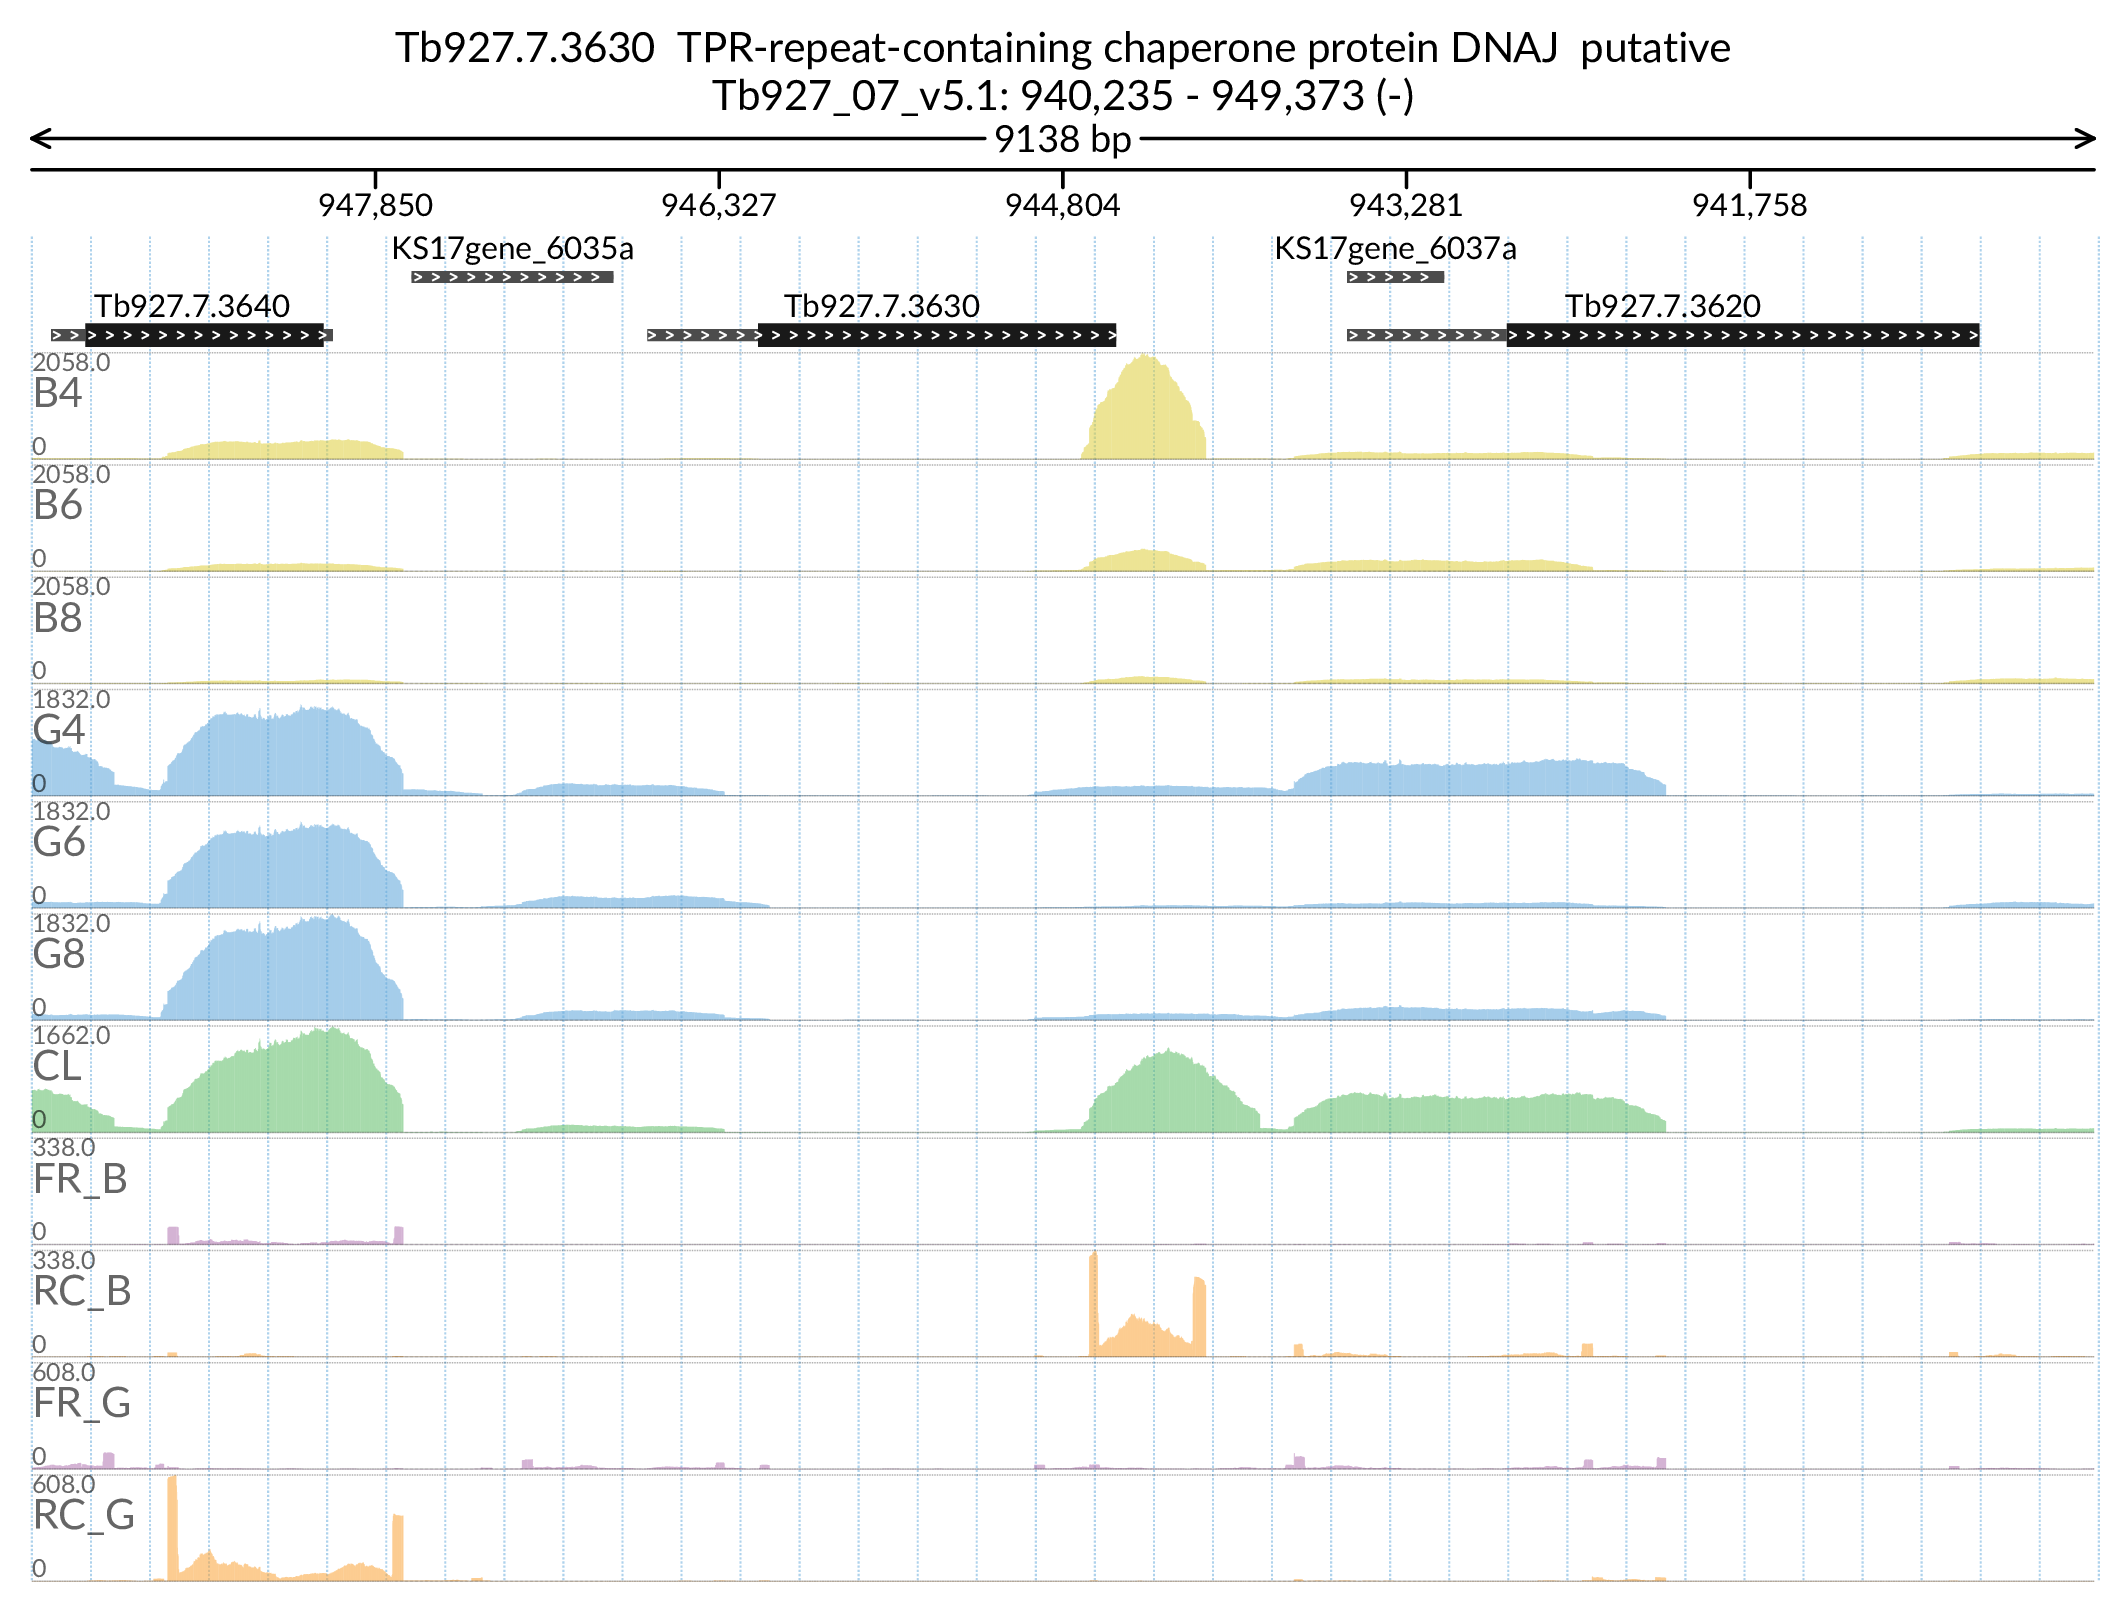 Tb927.7.3630  TPR-repeat-containing chaperone protein DNAJ  putative
Tb927_07_v5.1: 940,235 - 949,373 (-)
9138 bp
947,850 946,327 944,804 943,281 941,758
KS17gene_6035a KS17gene_6037a
Tb927.7.3640 Tb927.7.3630 Tb927.7.3620
2058.0
B4
0
2058.0
B6
0
2058.0
B8
0
1832.0
G4
0
1832.0
G6
0
1832.0
G8
0
1662.0
CL
0
338.0
FR_B
0
338.0
RC_B
0
608.0
FR_G
0
608.0
RC_G
0